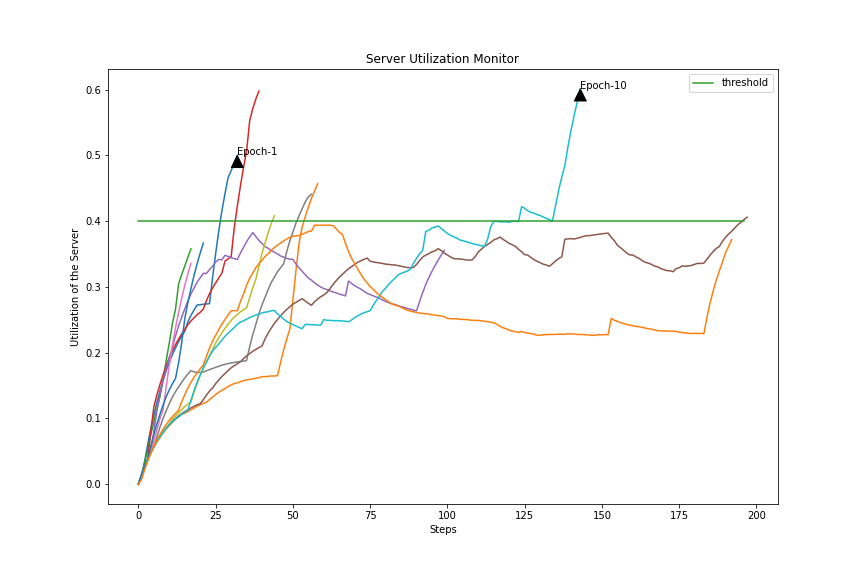 Server Utilization Monitor
threshold
Epoch-10
Epoch-1
Utilization of the Server
0.6
0.5
0.4
0.3
0.2
0.1
0.0
0 25 50 75 100 125 150 175 200
Steps